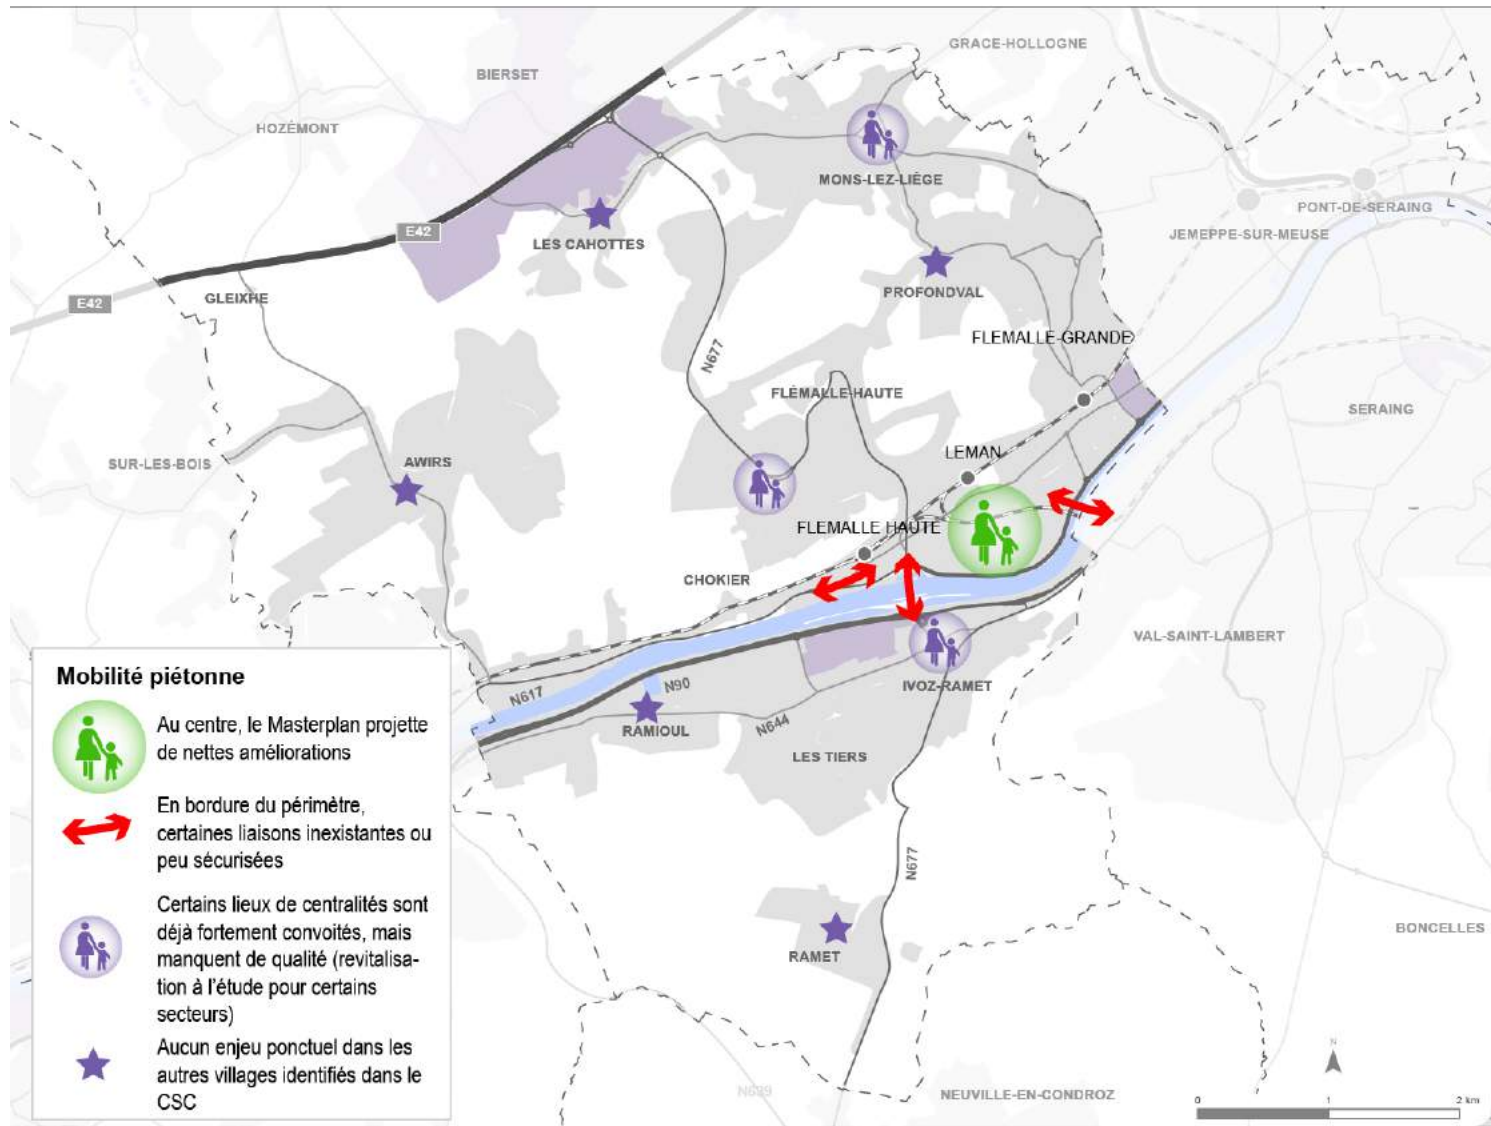 GRACE-HOLLOGNE
BIERSET
HOZÉMONT
MONS-LEZ-LIÉGE
PONT-DE-SERAING
JEMEPPE-SUR-MEUSE
E42
LES CAHOTTES
PROFONDVAL
GLEIXHE
E42
FLEMALLE-GRANDE
N677
FLÉMALLE-HAUTE
SERAING
SUR-LES-BOIS
AWIRS
LEMAN
FLEMALLE HAUTE
CHOKIER
VAL-SAINT-LAMBERT
IVOZ-RAMET
N617
N90
RAMIOUL
N644
LES TIERS
N677
BONCELLES
RAMET
N639
NEUVILLE-EN-CONDROZ
N
0
1
2 km
Mobilité piétonne
Au centre, le Masterplan projette
de nettes améliorations
En bordure du périmètre,
certaines liaisons inexistantes ou
peu sécurisées
Certains lieux de centralités sont
déjà fortement convoités, mais
manquent de qualité (revitalisa-
tion à l'étude pour certains
secteurs)
Aucun enjeu ponctuel dans les
autres villages identifiés dans le
CSC